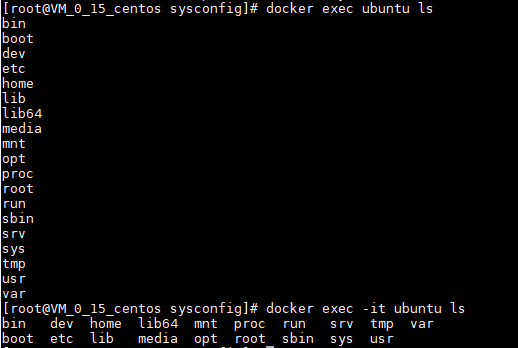 [root@VM_0_15_centos sysconfig]# docker exec ubuntu ls
bin
boot
dev
etc
home
lib
lib64
media
mnt
opt
proc
root
run
sbin
srv
sys
tmp
usr
var
[root@VM_0_15_centos sysconfig]# docker exec -it ubuntu ls
bin   dev  home  lib64  mnt  proc  run   srv  tmp  var
boot  etc  lib   media  opt  root  sbin  sys  usr